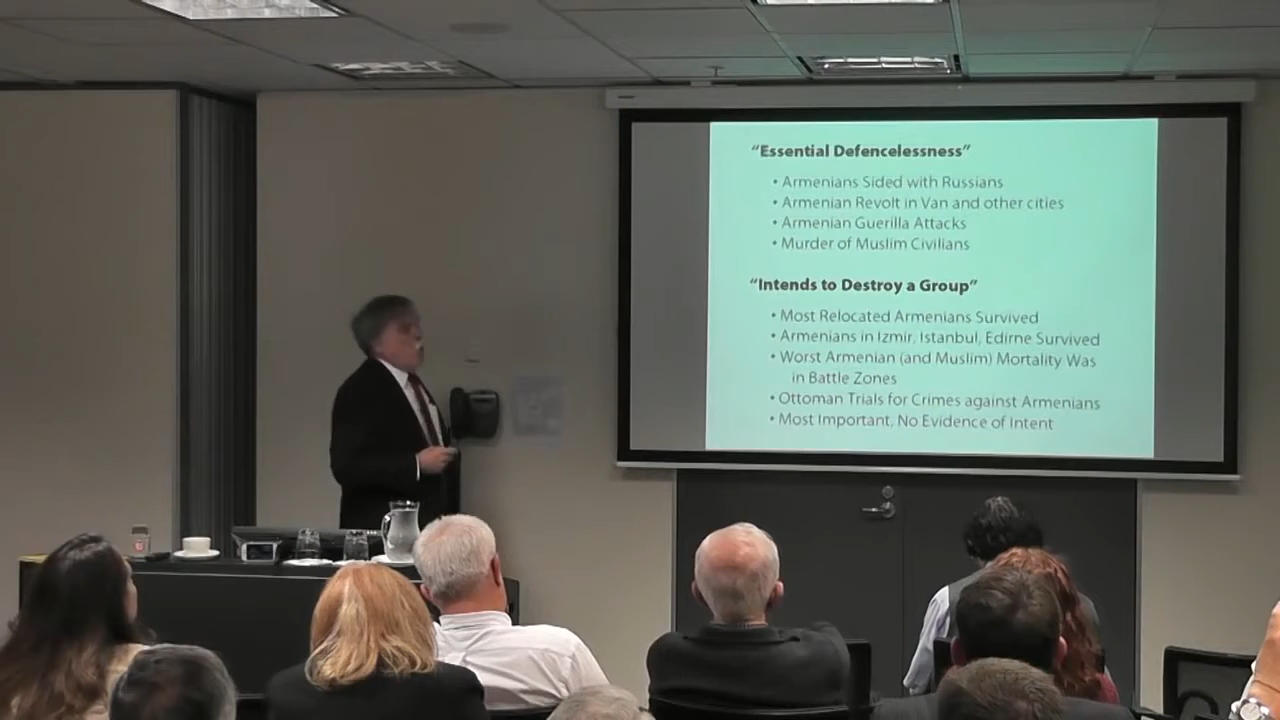 “Essential Defencelessness”
• Armenians Sided with Russians
• Armenian Revolt in Van and other cities
• Armenian Guerilla Attacks
• Murder of Muslim Civilians
“Intends to Destroy a Group”
• Most Relocated Armenians Survived
• Armenians in Izmir, Istanbul, Edirne Survived
• Worst Armenian (and Muslim) Mortality Was
in Battle Zones
• Ottoman Trials for Crimes against Armenians
• Most Important, No Evidence of Intent